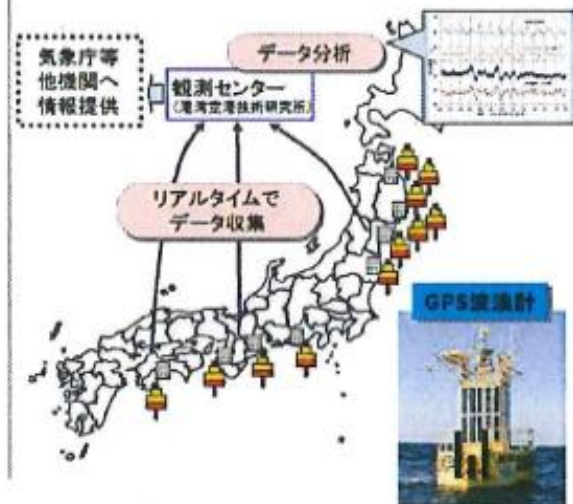 データ分析
気象庁等
他機関へ
情報提供
観測センター
（港湾空港技術研究所）
リアルタイムで
データ収集
GPS波浪計